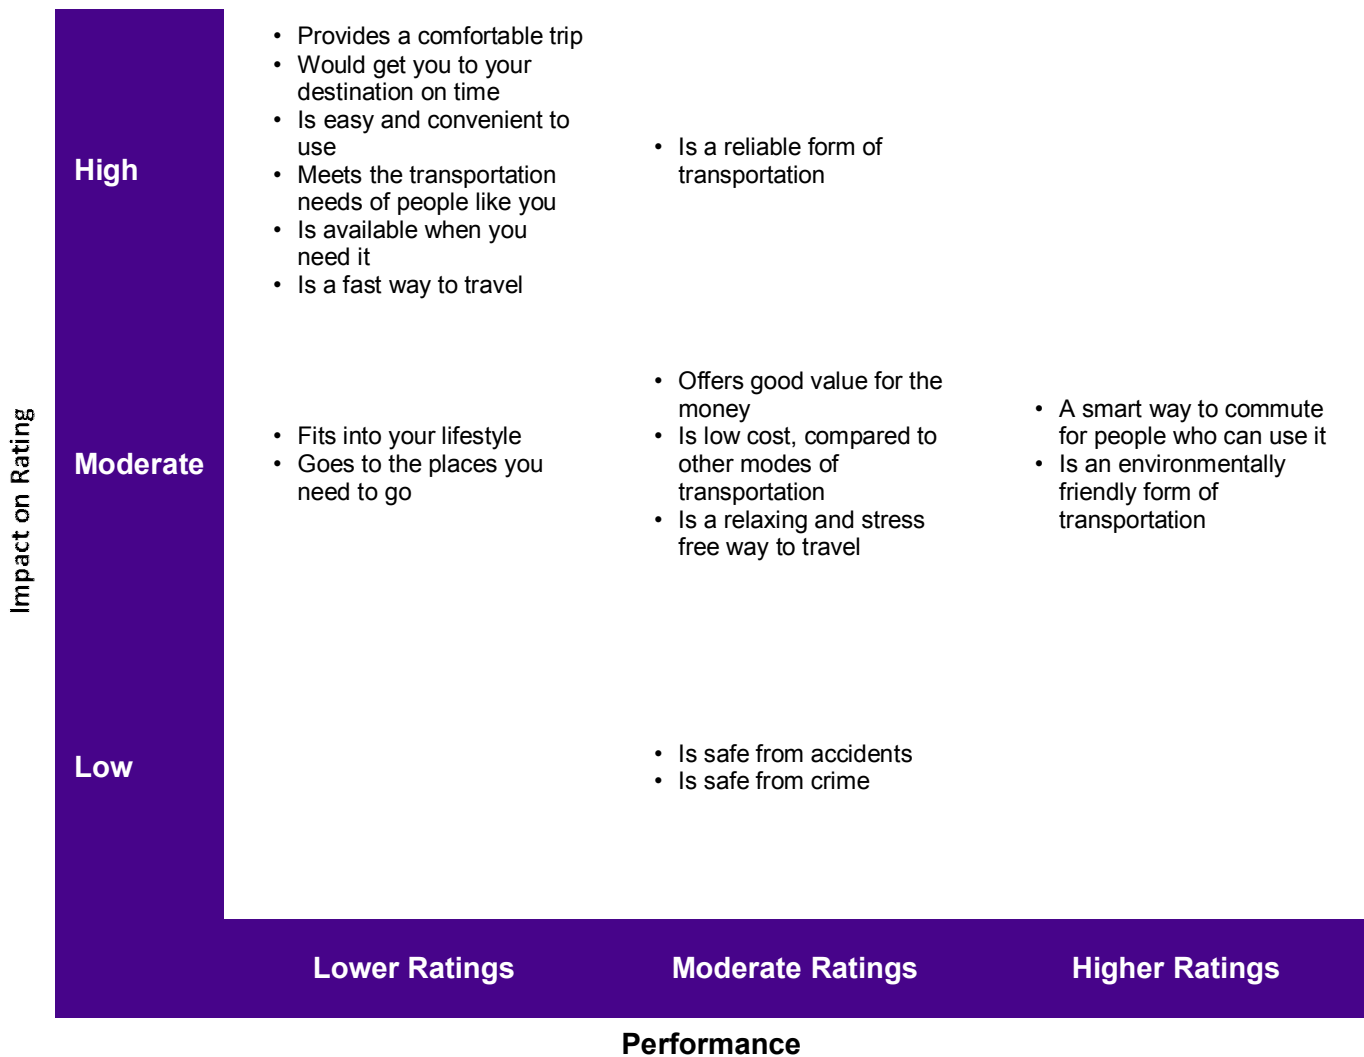 • Provides a comfortable trip
• Would get you to your
destination on time
• Is easy and convenient to
use
• Meets the transportation
needs of people like you
• Is available when you
need it
• Is a fast way to travel
High
• Is a reliable form of
transportation
Impact on Rating
Moderate
• Fits into your lifestyle
• Goes to the places you
need to go
• Offers good value for the
money
• Is low cost, compared to
other modes of
transportation
• Is a relaxing and stress
free way to travel
• A smart way to commute
for people who can use it
• Is an environmentally
friendly form of
transportation
Low
• Is safe from accidents
• Is safe from crime
Lower Ratings
Moderate Ratings
Higher Ratings
Performance